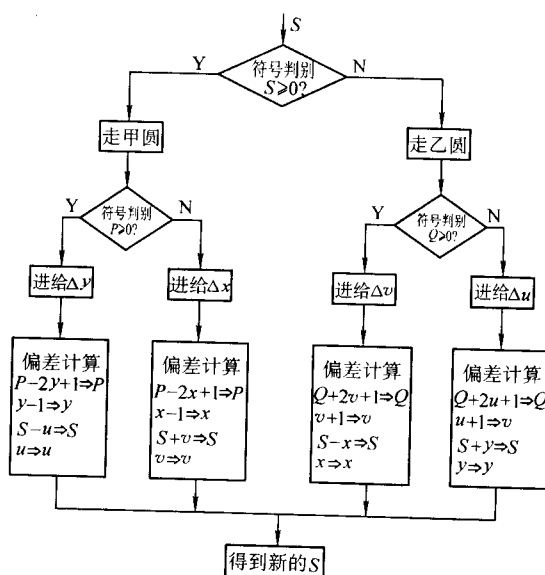 S
符号判别
S⩾0?
Y
N
走甲圆
走乙圆
符号判别
P⩾0?
Y
N
符号判别
Q⩾0?
Y
N
进给Δy
进给Δx
进给Δv
进给Δu
偏差计算
P−2y+1⇒P
y−1⇒y
S−u⇒S
u⇒u
偏差计算
P−2x+1⇒P
x−1⇒x
S+v⇒S
v⇒v
偏差计算
Q+2v+1⇒Q
v+1⇒v
S−x⇒S
x⇒x
偏差计算
Q+2u+1⇒Q
u+1⇒v
S+y⇒S
y⇒y
得到新的S